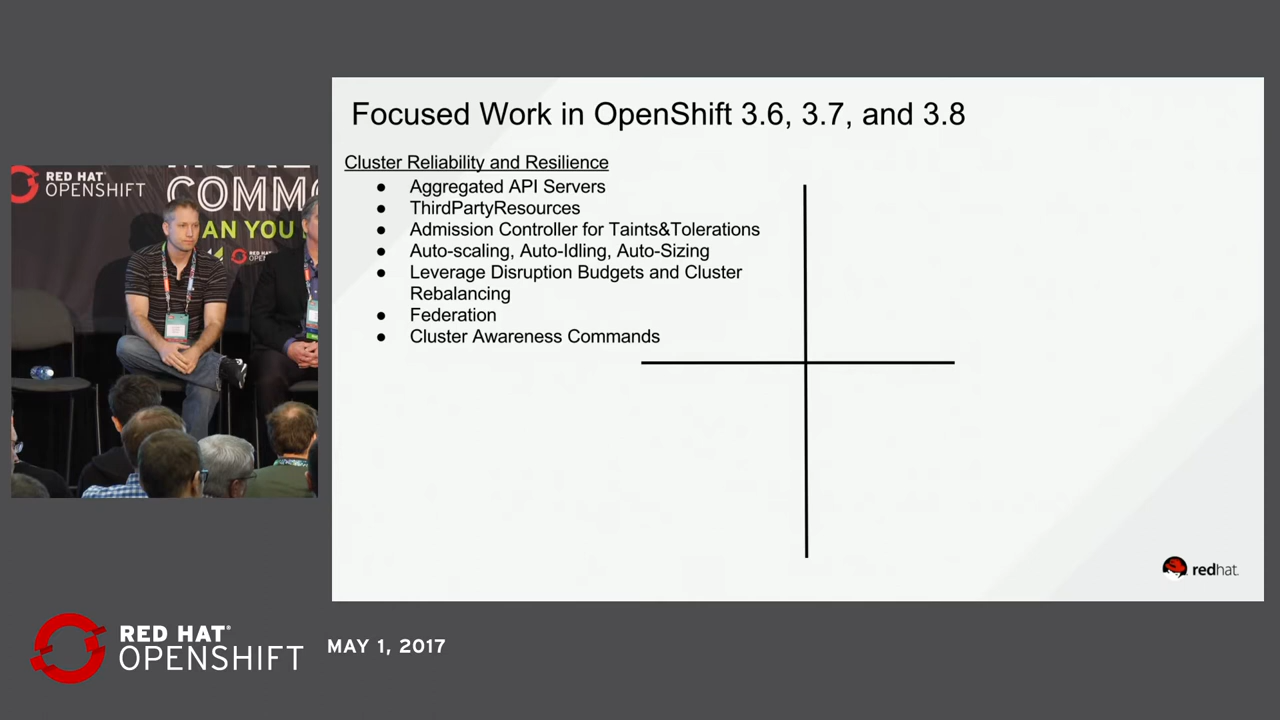 Focused Work in OpenShift 3.6, 3.7, and 3.8
Cluster Reliability and Resilience
● Aggregated API Servers
● ThirdPartyResources
● Admission Controller for Taints&Tolerations
● Auto-scaling, Auto-Idling, Auto-Sizing
● Leverage Disruption Budgets and Cluster
Rebalancing
● Federation
● Cluster Awareness Commands
redhat.
RED HAT
OPENSHIFT
COMM
AN YOU
RED HAT®
OPENSHIFT
MAY 1, 2017